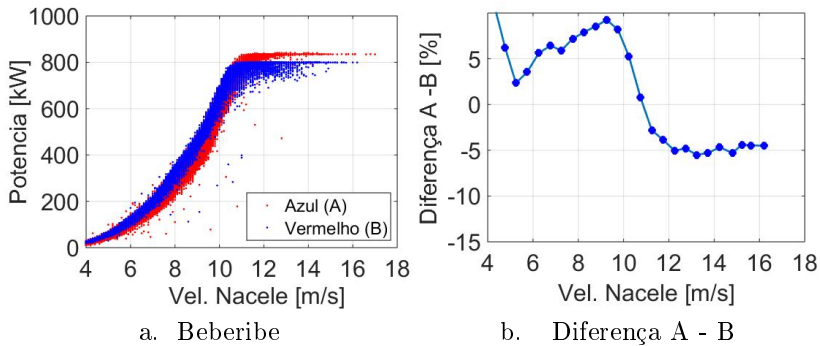 1000
800
600
400
200
0
Potencia [kW]
Azul (A)
Vermelho (B)
4 6 8 10 12 14 16 18
Vel. Nacele [m/s]
a. Beberibe
5
0
-5
-10
-15
Diferença A -B [%]
4 6 8 10 12 14 16 18
Vel. Nacele [m/s]
b. Diferença A - B